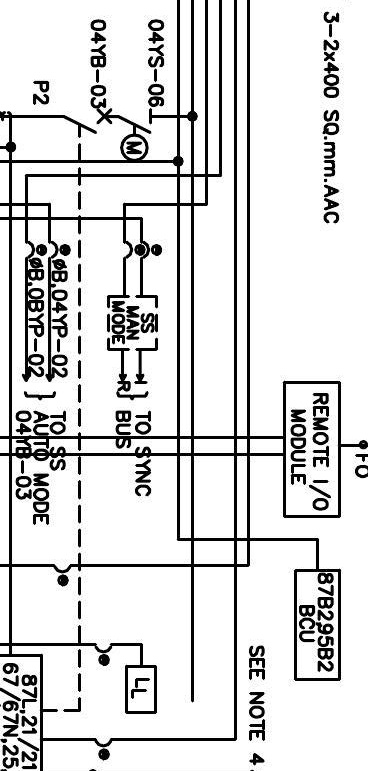 3-2x400 SQ.mm.AAC
04YS-06
04YB-03
P2
M
øB.04YP-02
øB.0BYP-02
SS
MAN
MODE
R
TO SYNC
BUS
TO SS
AUTO MODE
04YB-03
REMOTE I/O
MODULE
FO
87B295B2
BCU
SEE NOTE 4.
LL
87L,21/21
67/67N,25,